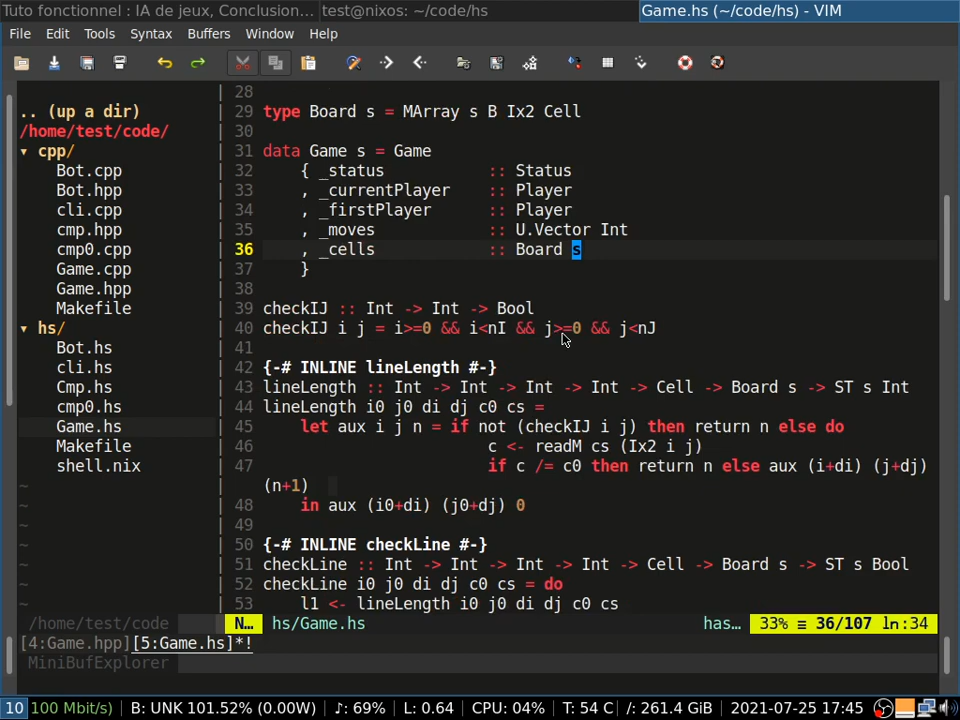 Tuto fonctionnel : IA de jeux, Conclusion... test@nixos: ~/code/hs Game.hs (~/code/hs) - VIM
File Edit Tools Syntax Buffers Window Help
.. (up a dir)
/home/test/code/
▾ cpp/
Bot.cpp
Bot.hpp
cli.cpp
cmp.hpp
cmp0.cpp
Game.cpp
Game.hpp
Makefile
▾ hs/
Bot.hs
cli.hs
Cmp.hs
cmp0.hs
Game.hs
Makefile
shell.nix
~
~
~
~
~
~
~
28
29 type Board s = MArray s B Ix2 Cell
30
31 data Game s = Game
32 { _status :: Status
33 , _currentPlayer :: Player
34 , _firstPlayer :: Player
35 , _moves :: U.Vector Int
36 , _cells :: Board s
37 }
38
39 checkIJ :: Int -> Int -> Bool
40 checkIJ i j = i>=0 && i<nI && j>=0 && j<nJ
41
42 {-# INLINE lineLength #-}
43 lineLength :: Int -> Int -> Int -> Int -> Cell -> Board s -> ST s Int
44 lineLength i0 j0 di dj c0 cs =
45 let aux i j n = if not (checkIJ i j) then return n else do
46 c <- readM cs (Ix2 i j)
47 if c /= c0 then return n else aux (i+di) (j+dj)
(n+1)
48 in aux (i0+di) (j0+dj) 0
49
50 {-# INLINE checkLine #-}
51 checkLine :: Int -> Int -> Int -> Int -> Cell -> Board s -> ST s Bool
52 checkLine i0 j0 di dj c0 cs = do
53 l1 <- lineLength i0 j0 di dj c0 cs
/home/test/code N… hs/Game.hs has… 33% ≡ 36/107 ln:34
[4:Game.hpp][5:Game.hs]*!
MiniBufExplorer
10 100 Mbit/s) B: UNK 101.52% (0.00W) ♪: 69% L: 0.64 CPU: 04% T: 54 C /: 261.4 GiB 2021-07-25 17:45